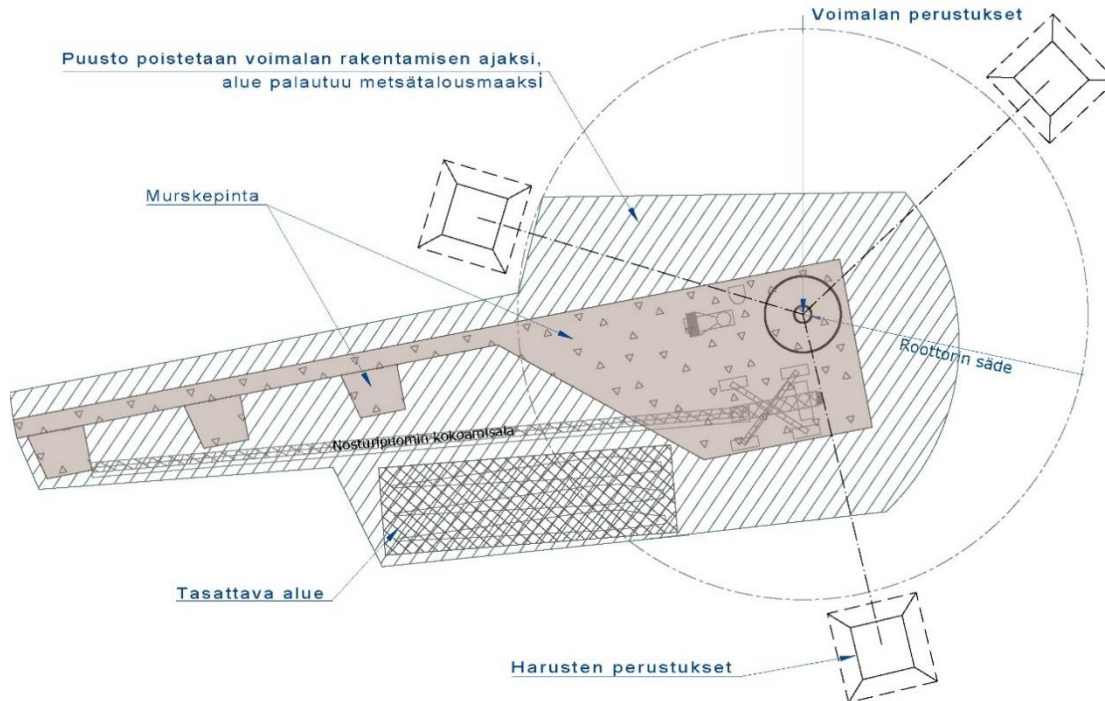 Voimalan perustukset
Puusto poistetaan voimalan rakentamisen ajaksi,
alue palautuu metsätalousmaaksi
Murskepinta
Roottorin säde
Nosturipuomin kokoamisala
Tasattava alue
Harusten perustukset